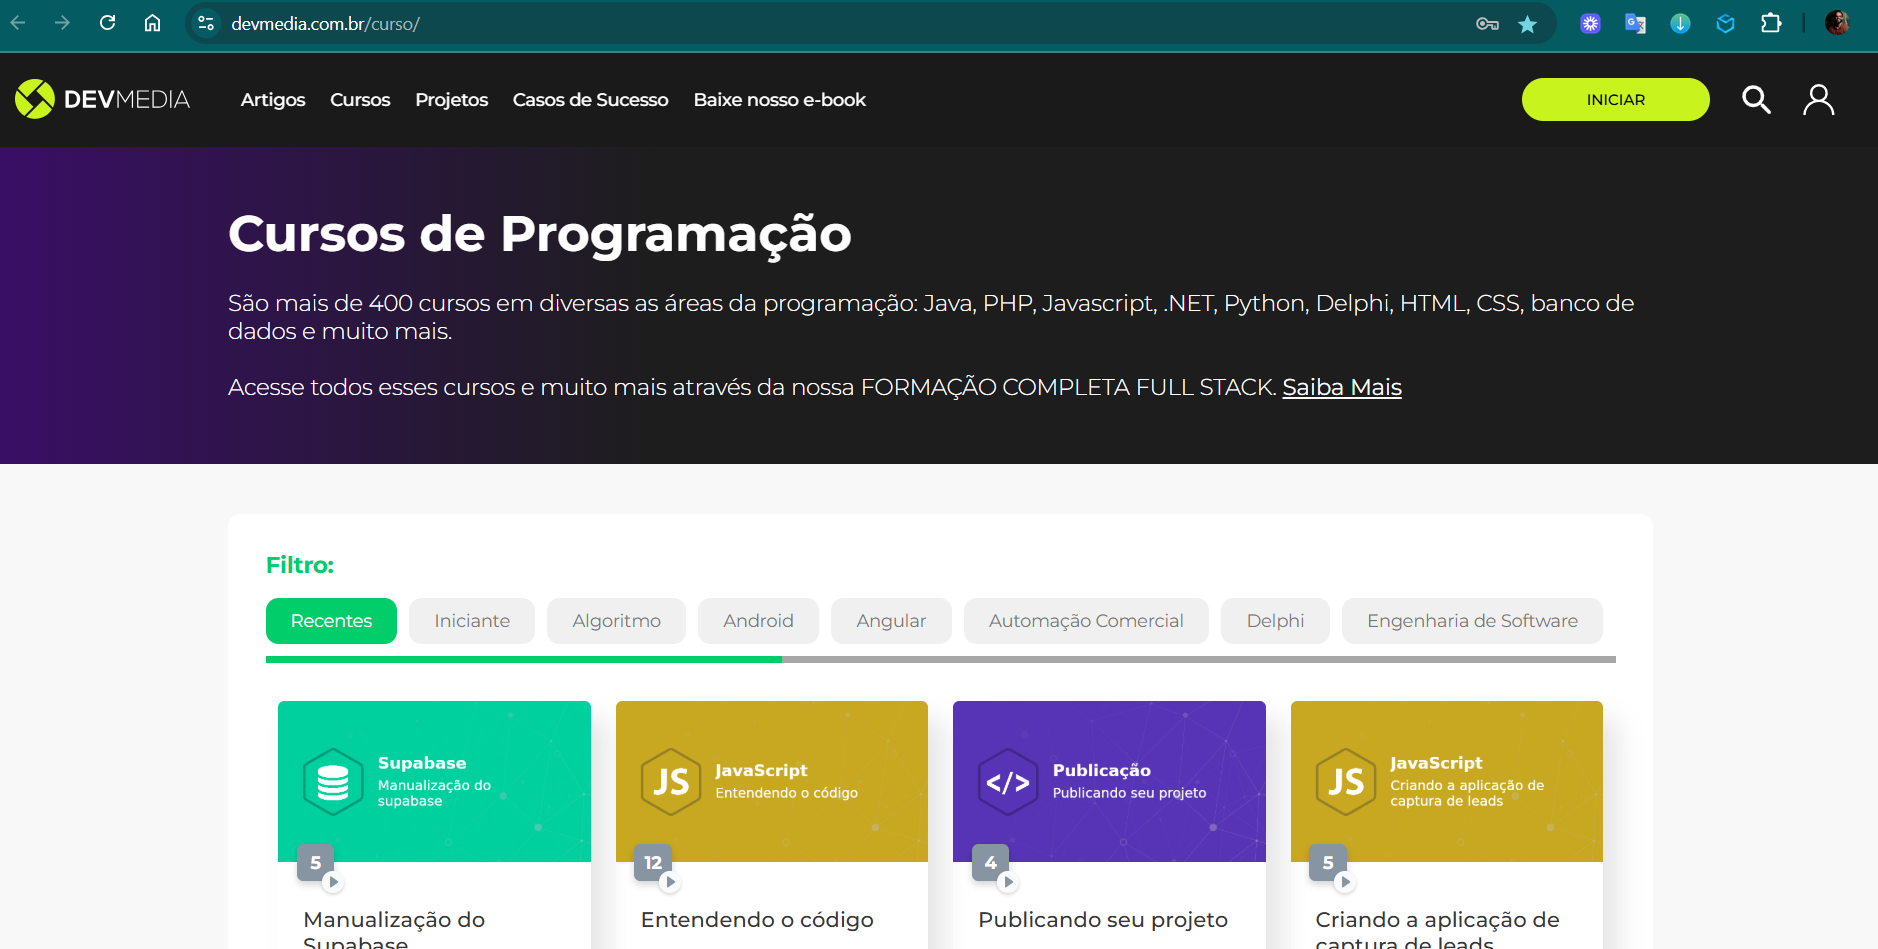 devmedia.com.br/curso/
DEVMEDIA
Artigos
Cursos
Projetos
Casos de Sucesso
Baixe nosso e-book
INICIAR
Cursos de Programação
São mais de 400 cursos em diversas as áreas da programação: Java, PHP, Javascript, .NET, Python, Delphi, HTML, CSS, banco de
dados e muito mais.
Acesse todos esses cursos e muito mais através da nossa FORMAÇÃO COMPLETA FULL STACK. Saiba Mais
Filtro:
Recentes
Iniciante
Algoritmo
Android
Angular
Automação Comercial
Delphi
Engenharia de Software
Supabase
Manualização do
supabase
5
Manualização do
Supabase
JS
JavaScript
Entendendo o código
12
Entendendo o código
</>
Publicação
Publicando seu projeto
4
Publicando seu projeto
JS
JavaScript
Criando a aplicação de
captura de leads
5
Criando a aplicação de
captura de leads